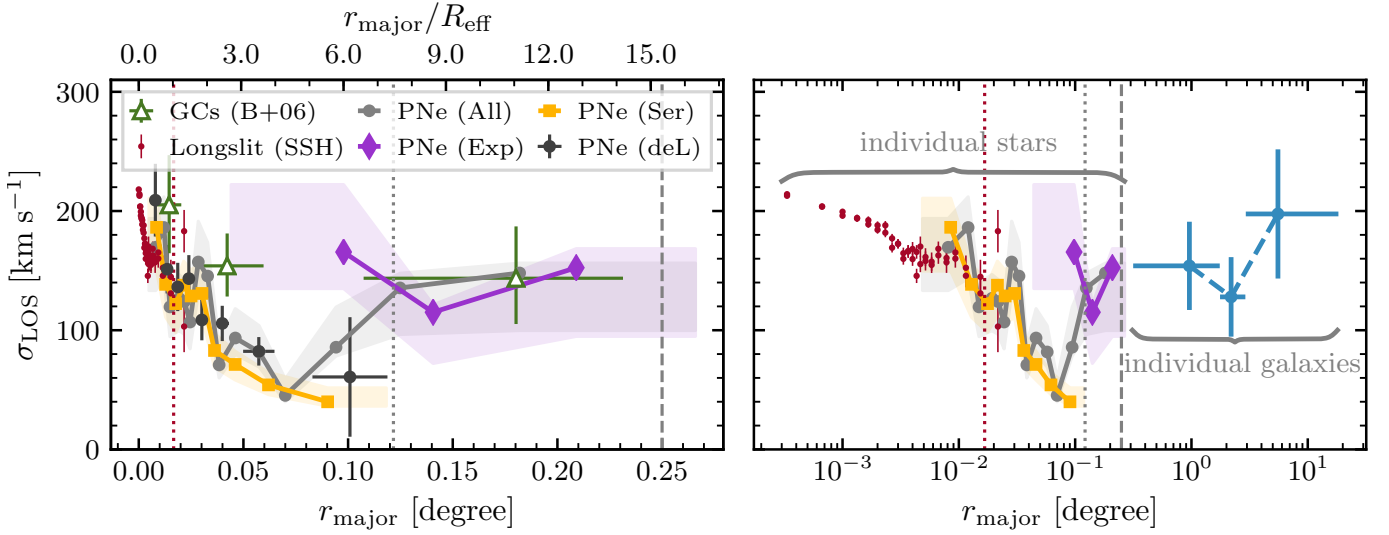 r_major/R_eff
0.0 3.0 6.0 9.0 12.0 15.0
300
200
100
0
σ_LOS [km s⁻¹]
GCs (B+06) PNe (All) PNe (Ser)
Longslit (SSH) PNe (Exp) PNe (deL)
0.00 0.05 0.10 0.15 0.20 0.25
r_major [degree]
individual stars
individual galaxies
10⁻³ 10⁻² 10⁻¹ 10⁰ 10¹
r_major [degree]